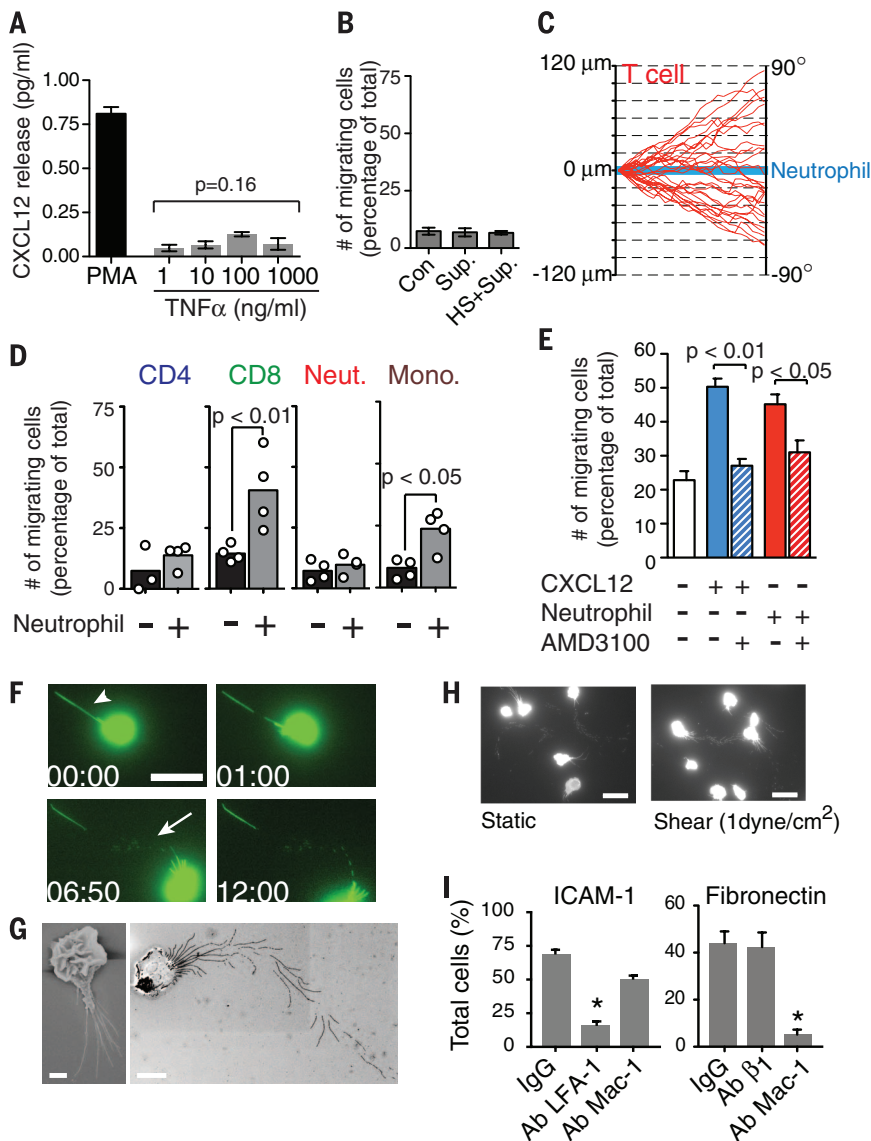 A
CXCL12 release (pg/ml)
1.00
0.75
0.50
0.25
0.00
p=0.16
PMA
1 10 100 1000
TNFα (ng/ml)
B
# of migrating cells
(percentage of total)
75
50
25
0
Con
Sup.
HS+Sup.
C
120 μm
0 μm
-120 μm
T cell
90°
Neutrophil
-90°
D
CD4 CD8 Neut. Mono.
# of migrating cells
(percentage of total)
75
50
25
0
p < 0.01
p < 0.05
Neutrophil - + - + - + - +
E
# of migrating cells
(percentage of total)
60
50
40
30
20
10
0
p < 0.01
p < 0.05
CXCL12 - + + - -
Neutrophil - - - + +
AMD3100 - - + - +
F
00:00
01:00
06:50
12:00
G
H
Static
Shear (1dyne/cm²)
I
ICAM-1
Total cells (%)
100
75
50
25
0
*
IgG
Ab LFA-1
Ab Mac-1
Fibronectin
60
40
20
0
*
IgG
Ab β1
Ab Mac-1